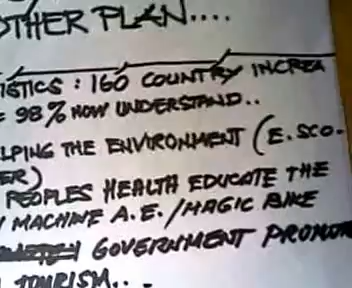 OTHER PLAN....
ISTICS : 160 COUNTRY INCREA
= 98% NOW UNDERSTAND..
LPING THE ENVIRONMENT (E.SCO-
ER)
PEOPLES HEALTH EDUCATE THE
MACHINE A.E./MAGIC BIKE
GOVERNMENT PROMOT
TOURISM..